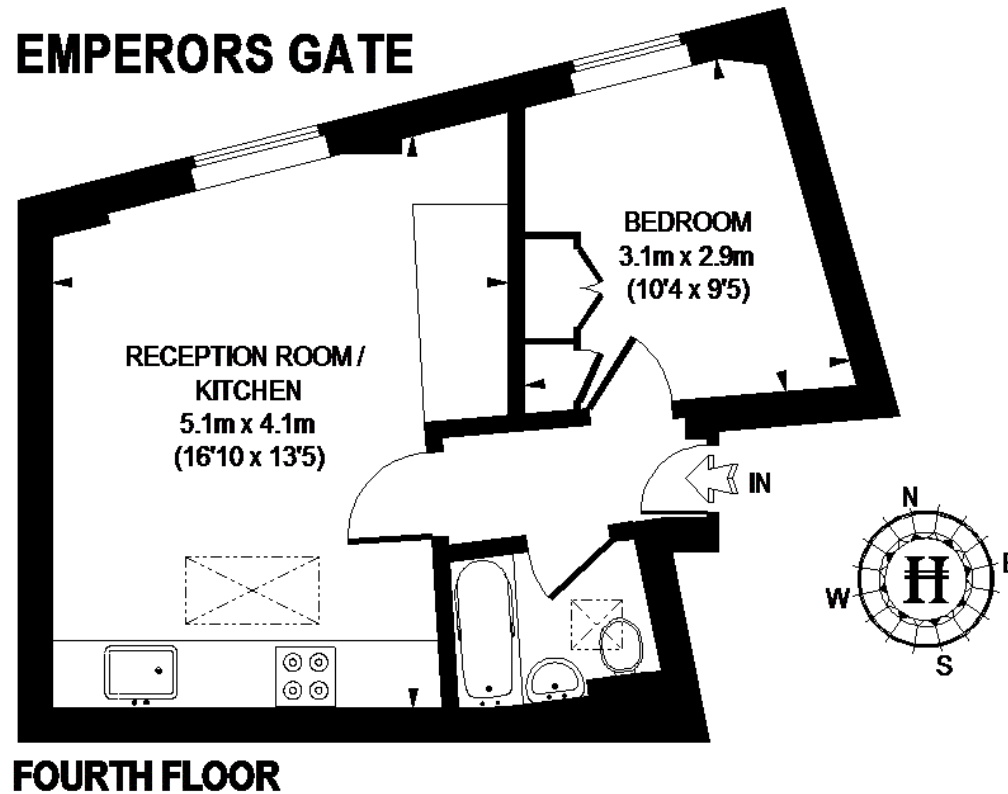 EMPERORS GATE
BEDROOM
3.1m x 2.9m
(10'4 x 9'5)
RECEPTION ROOM /
KITCHEN
5.1m x 4.1m
(16'10 x 13'5)
IN
N
E
W
H
S
FOURTH FLOOR